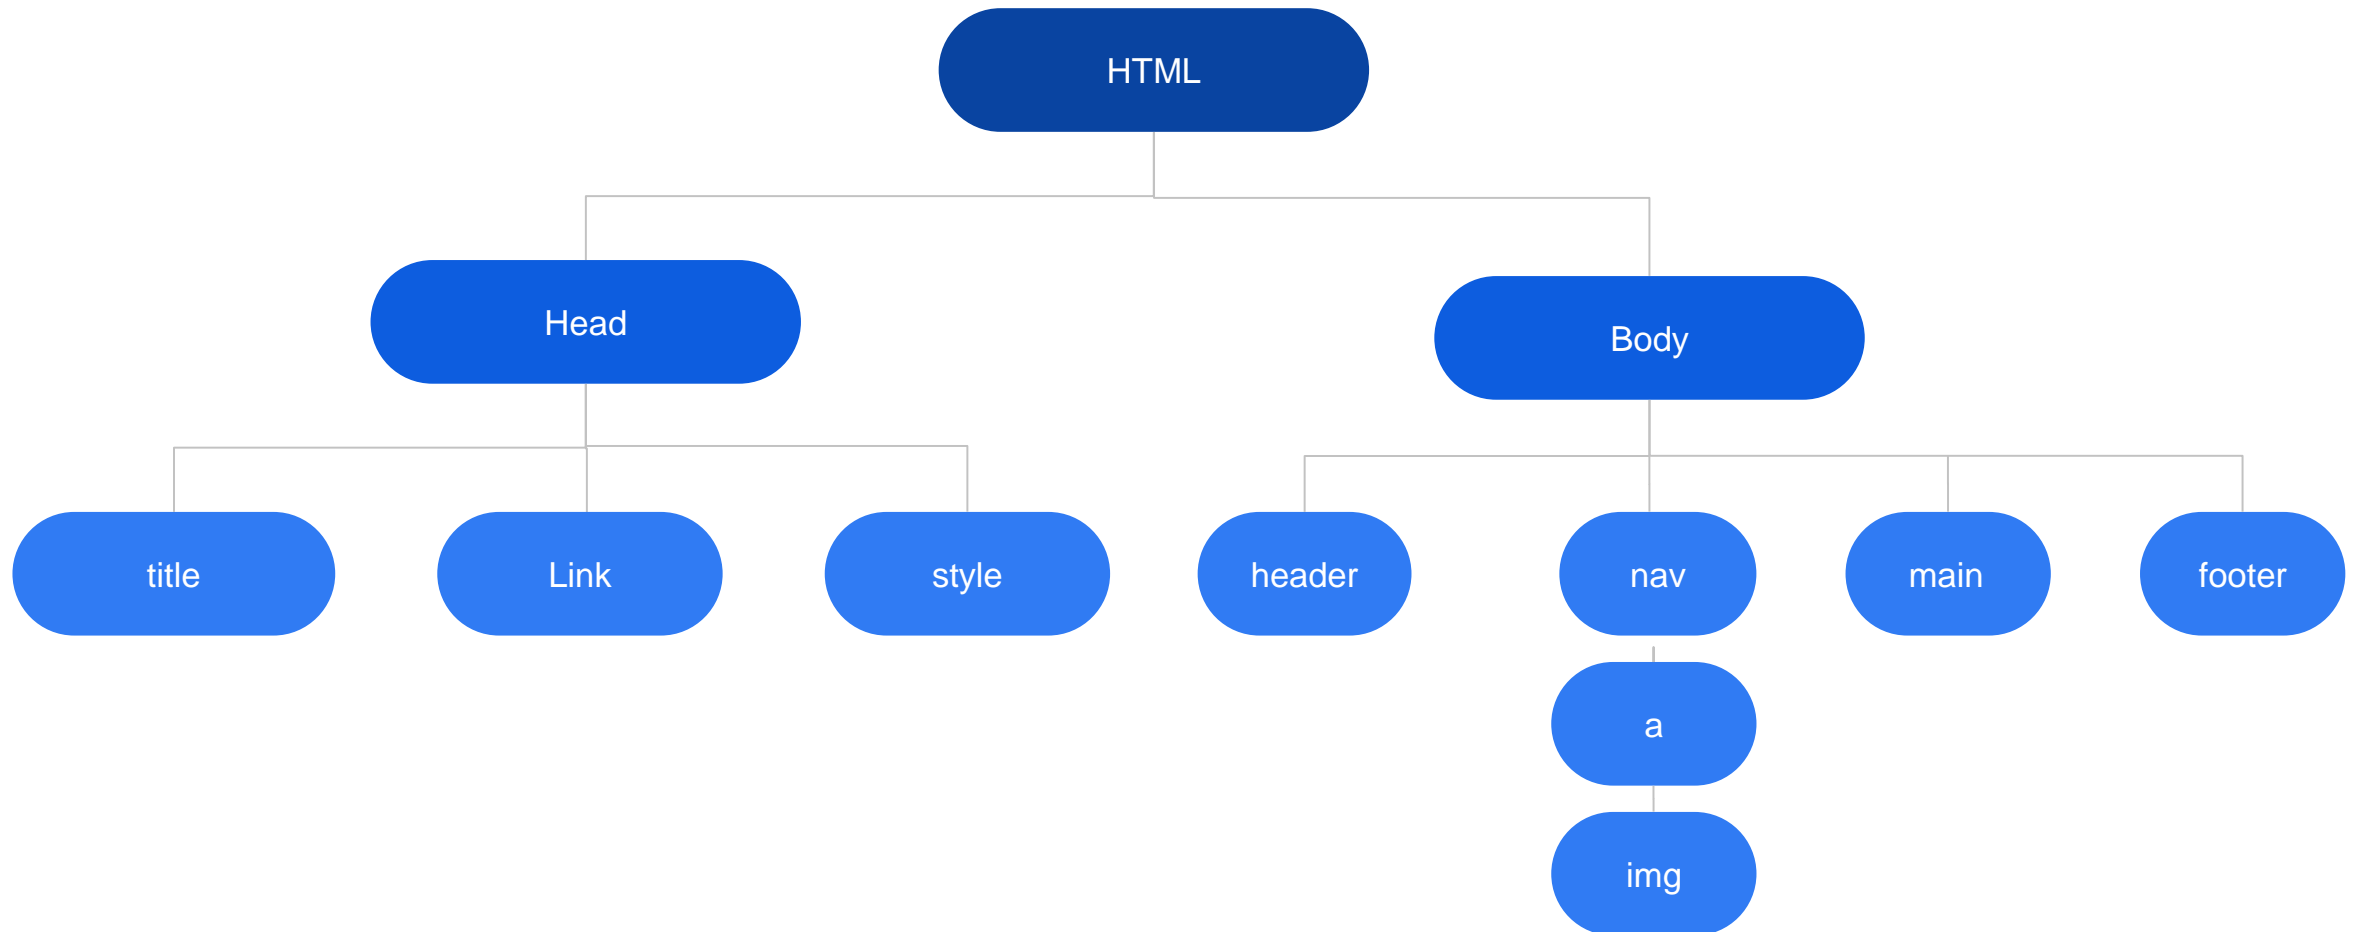 HTML
Head
Body
title
Link
style
header
nav
main
footer
a
img